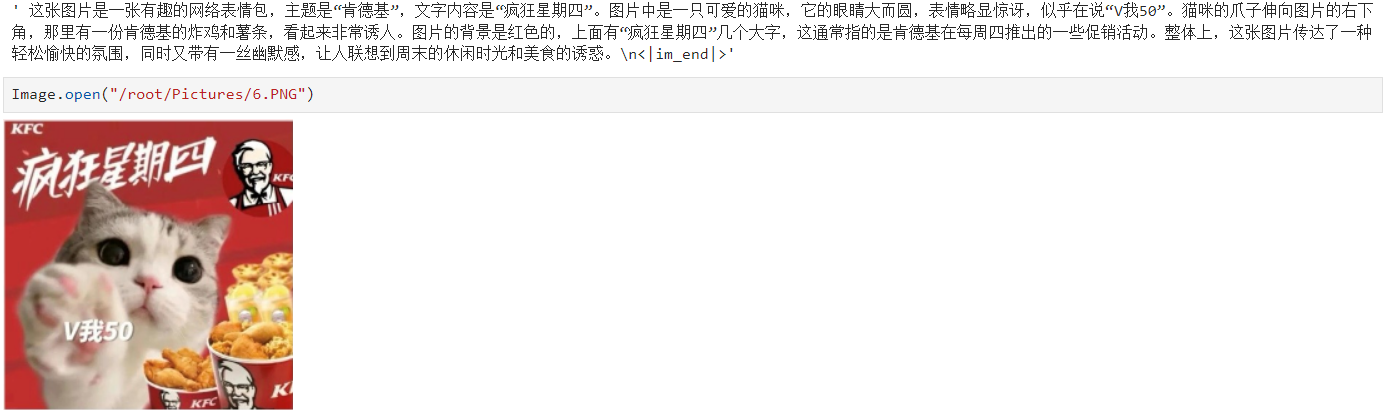 ' 这张图片是一张有趣的网络表情包，主题是“肯德基”，文字内容是“疯狂星期四”。图片中是一只可爱的猫咪，它的眼睛大而圆，表情略显惊讶，似乎在说“V我50”。猫咪的爪子伸向图片的右下
角，那里有一份肯德基的炸鸡和薯条，看起来非常诱人。图片的背景是红色的，上面有“疯狂星期四”几个大字，这通常指的是肯德基在每周四推出的一些促销活动。整体上，这张图片传达了一种
轻松愉快的氛围，同时又带有一丝幽默感，让人联想到周末的休闲时光和美食的诱惑。\n<|im_end|>'
Image.open("/root/Pictures/6.PNG")
KFC
疯狂星期四
KFC
V我50
KFC